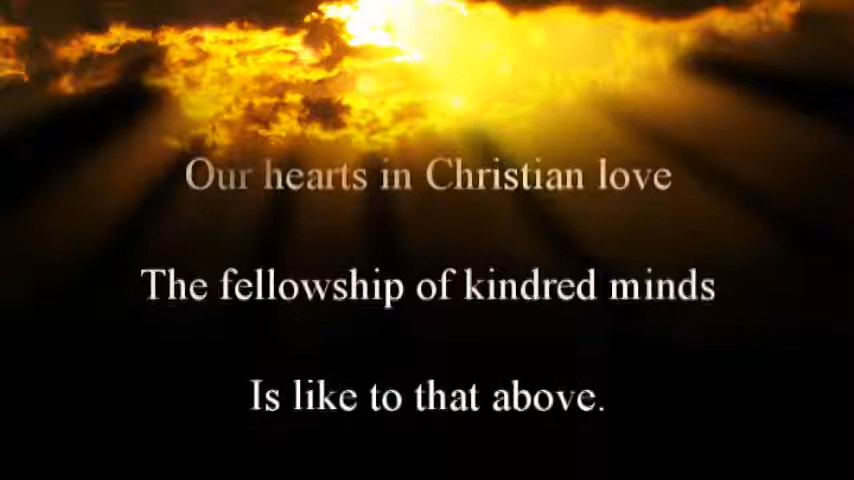 Our hearts in Christian love
The fellowship of kindred minds
Is like to that above.